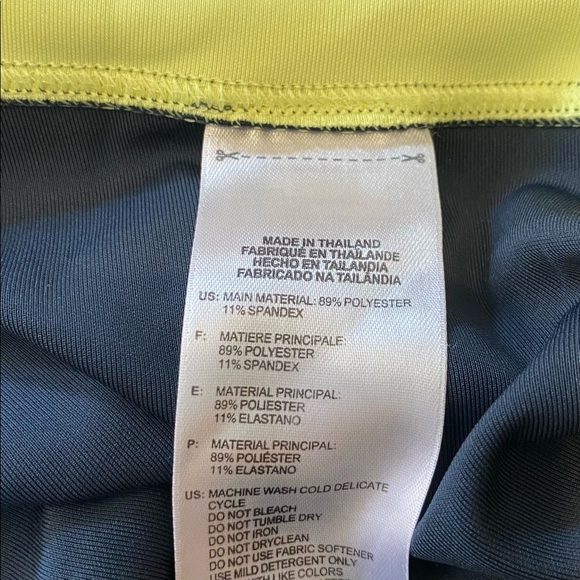 MADE IN THAILAND
FABRIQUÉ EN THAÏLANDE
HECHO EN TAILANDIA
FABRICADO NA TAILÂNDIA
US: MAIN MATERIAL: 89% POLYESTER
11% SPANDEX
F: MATIERE PRINCIPALE:
89% POLYESTER
11% SPANDEX
E: MATERIAL PRINCIPAL:
89% POLIESTER
11% ELASTANO
P: MATERIAL PRINCIPAL:
89% POLIÉSTER
11% ELASTANO
US: MACHINE WASH COLD DELICATE
CYCLE
DO NOT BLEACH
DO NOT TUMBLE DRY
DO NOT IRON
DO NOT DRYCLEAN
DO NOT USE FABRIC SOFTENER
USE MILD DETERGENT ONLY
WITH LIKE COLORS